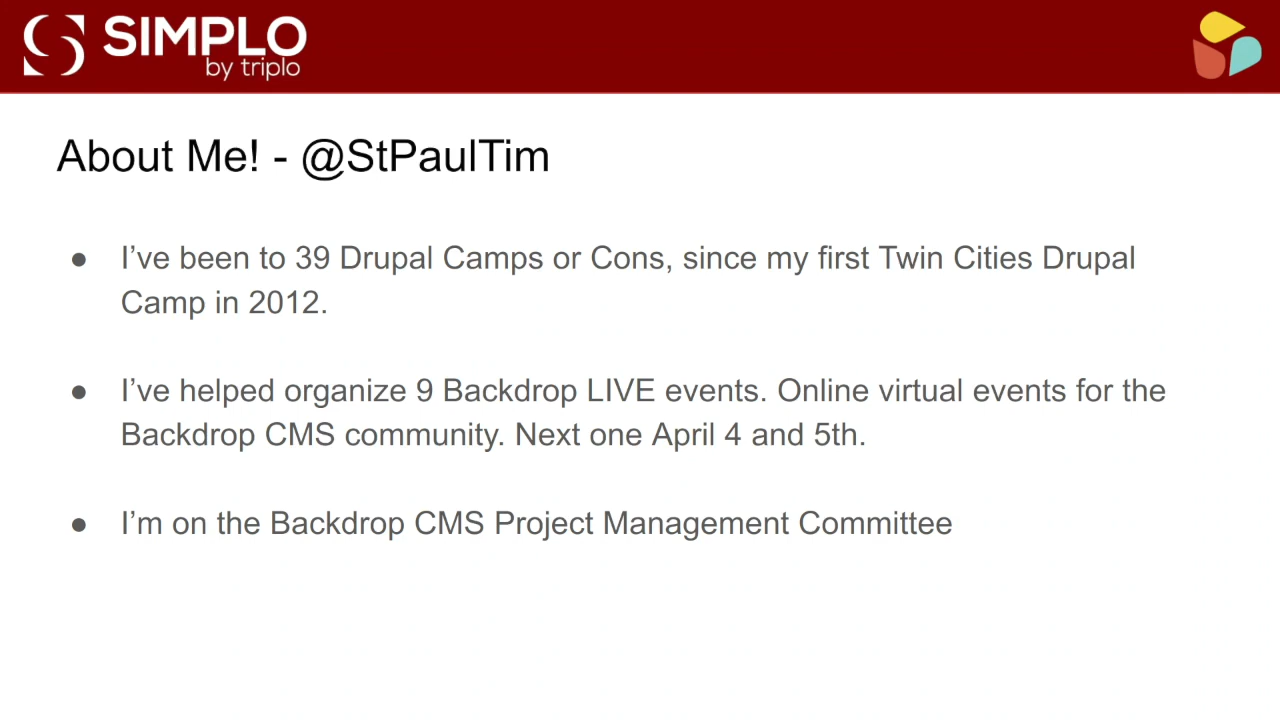 SIMPLO
by triplo
About Me! - @StPaulTim
● I’ve been to 39 Drupal Camps or Cons, since my first Twin Cities Drupal
Camp in 2012.
● I’ve helped organize 9 Backdrop LIVE events. Online virtual events for the
Backdrop CMS community. Next one April 4 and 5th.
● I’m on the Backdrop CMS Project Management Committee